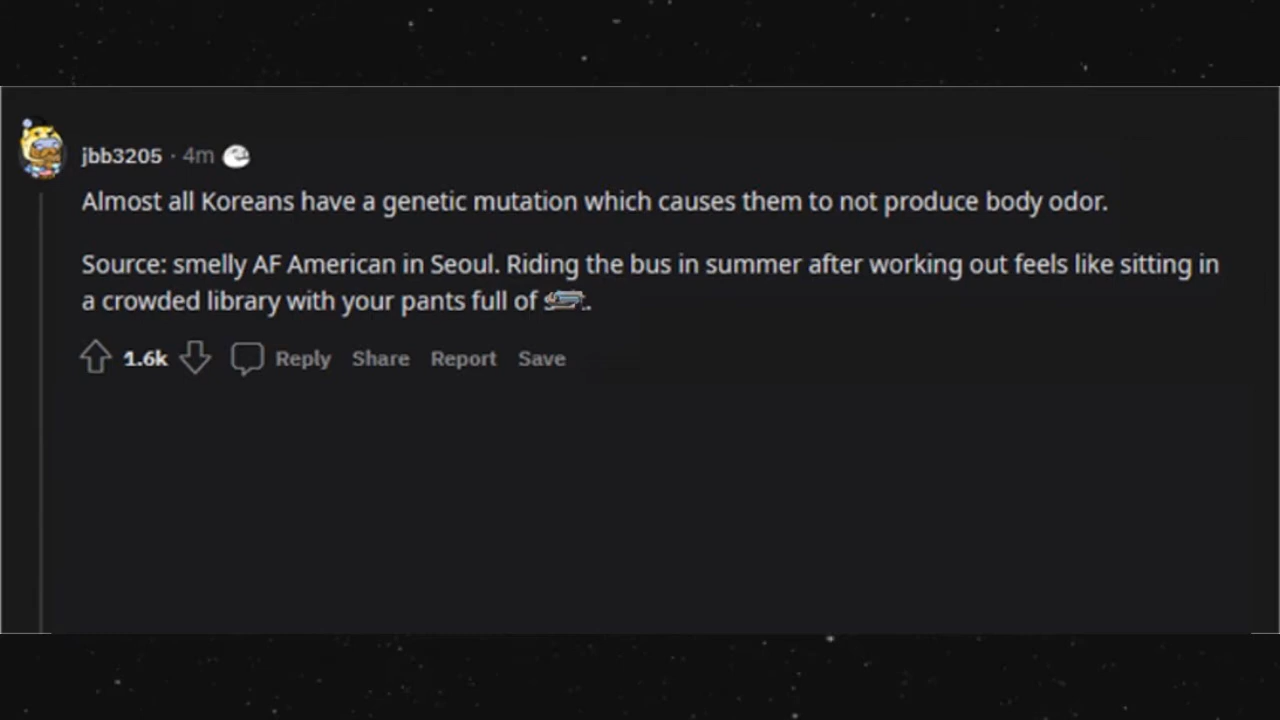 jbb3205 · 4m
Almost all Koreans have a genetic mutation which causes them to not produce body odor.
Source: smelly AF American in Seoul. Riding the bus in summer after working out feels like sitting in
a crowded library with your pants full of
1.6k Reply Share Report Save